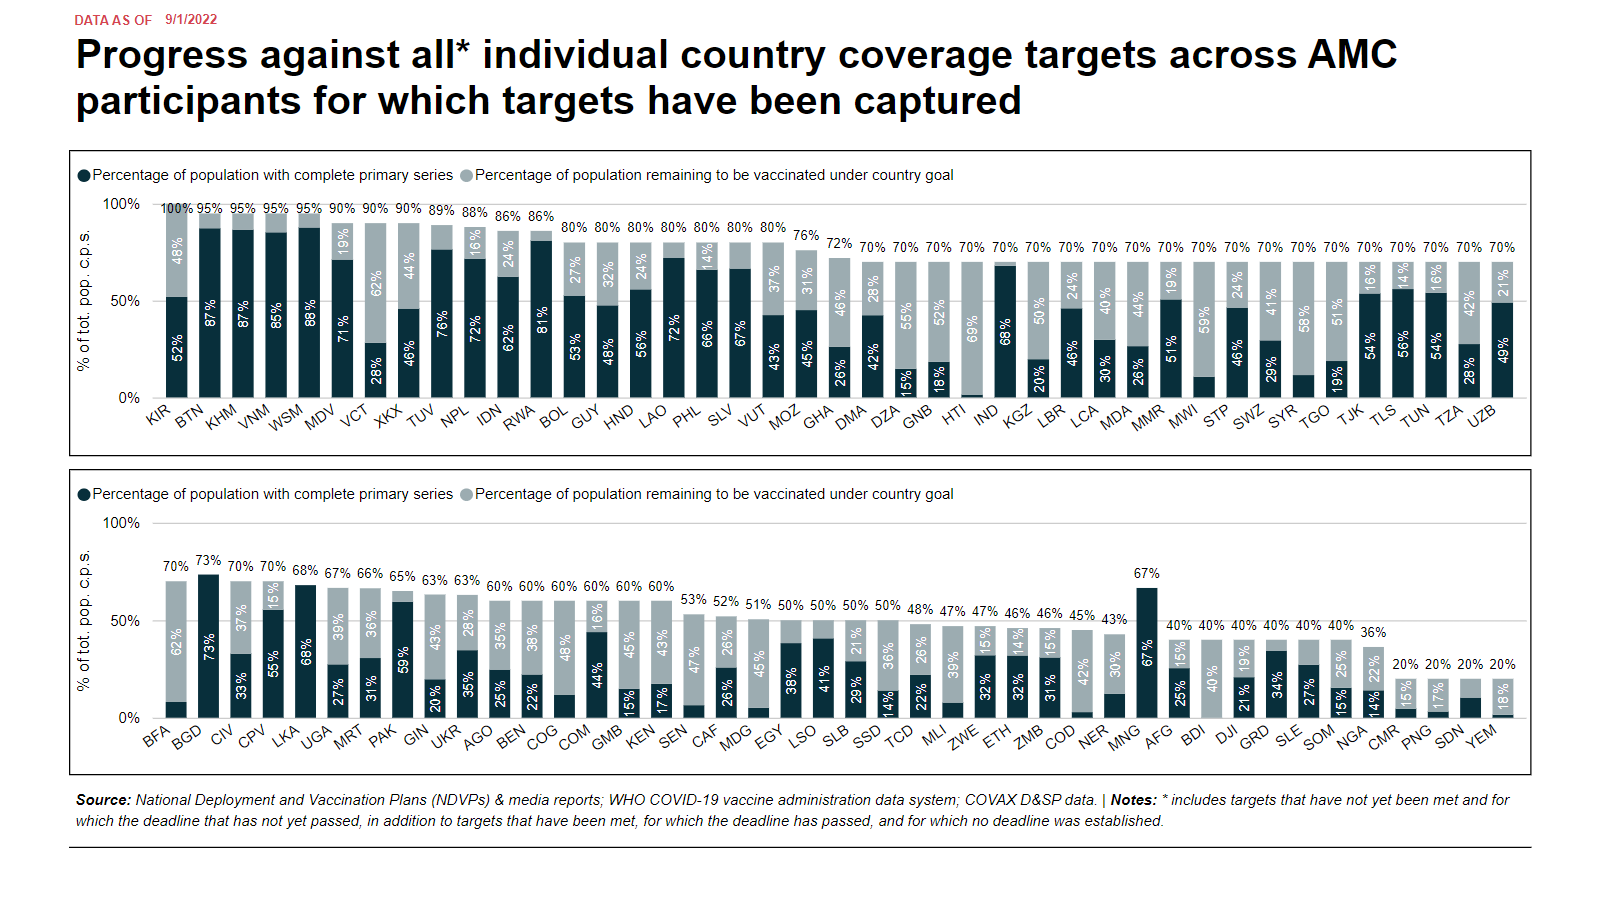 DATA AS OF 9/1/2022
Progress against all* individual country coverage targets across AMC
participants for which targets have been captured
Percentage of population with complete primary series Percentage of population remaining to be vaccinated under country goal
% of tot. pop. c.p.s.
100%
50%
0%
100% 95% 95% 95% 95% 90% 90% 90% 89% 88% 86% 86% 80% 80% 80% 80% 80% 80% 80% 76% 72% 70% 70% 70% 70% 70% 70% 70% 70% 70% 70% 70% 70% 70% 70% 70% 70% 70% 70% 70% 70%
48% 19% 62% 44% 16% 24% 27% 32% 24% 14% 37% 31% 46% 28% 55% 52% 69% 50% 24% 40% 44% 19% 59% 24% 41% 58% 51% 16% 14% 16% 42% 21%
52% 87% 87% 85% 88% 71% 28% 46% 76% 72% 62% 81% 53% 48% 56% 72% 66% 67% 43% 45% 26% 42% 15% 18% 68% 20% 46% 30% 26% 51% 46% 29% 19% 54% 56% 54% 28% 49%
KIR BTN KHM VNM WSM MDV VCT XKX TUV NPL IDN RWA BOL GUY HND LAO PHL SLV VUT MOZ GHA DMA DZA GNB HTI IND KGZ LBR LCA MDA MMR MWI STP SWZ SYR TGO TJK TLS TUN TZA UZB
Percentage of population with complete primary series Percentage of population remaining to be vaccinated under country goal
% of tot. pop. c.p.s.
100%
50%
0%
70% 73% 70% 70% 68% 67% 66% 65% 63% 63% 60% 60% 60% 60% 60% 60% 53% 52% 51% 50% 50% 50% 50% 48% 47% 47% 46% 46% 45% 43% 67% 40% 40% 40% 40% 40% 40% 36% 20% 20% 20% 20%
62% 37% 15% 39% 36% 43% 28% 35% 38% 48% 16% 45% 43% 47% 26% 45% 21% 36% 26% 39% 15% 14% 15% 42% 30% 15% 40% 19% 25% 22% 15% 17% 18%
73% 33% 55% 68% 27% 31% 59% 20% 35% 25% 22% 44% 15% 17% 26% 38% 41% 29% 14% 22% 32% 32% 31% 67% 25% 21% 34% 27% 15% 14%
BFA BGD CIV CPV LKA UGA MRT PAK GIN UKR AGO BEN COG COM GMB KEN SEN CAF MDG EGY LSO SLB SSD TCD MLI ZWE ETH ZMB COD NER MNG AFG BDI DJI GRD SLE SOM NGA CMR PNG SDN YEM
Source: National Deployment and Vaccination Plans (NDVPs) & media reports; WHO COVID-19 vaccine administration data system; COVAX D&SP data. | Notes: * includes targets that have not yet been met and for
which the deadline that has not yet passed, in addition to targets that have been met, for which the deadline has passed, and for which no deadline was established.